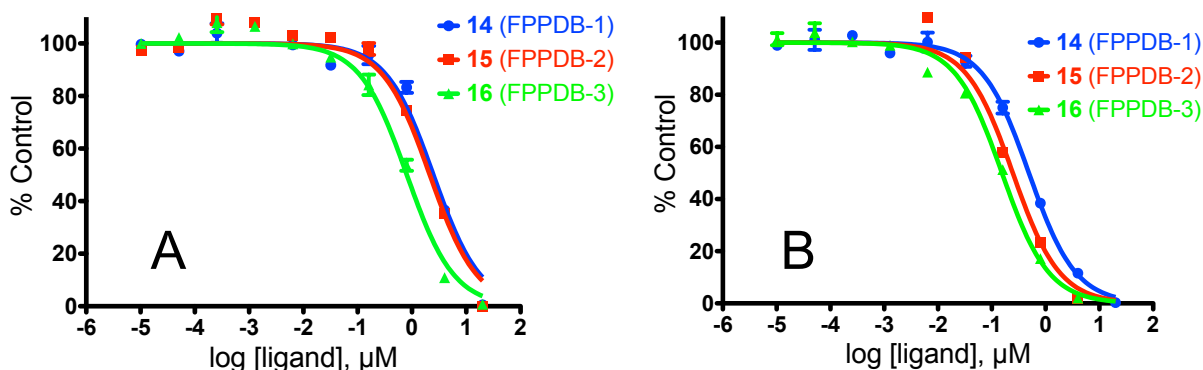 14 (FPPDB-1)
15 (FPPDB-2)
16 (FPPDB-3)
% Control
100
80
60
40
20
0
A
-6 -5 -4 -3 -2 -1 0 1 2
log [ligand], μM
14 (FPPDB-1)
15 (FPPDB-2)
16 (FPPDB-3)
% Control
100
80
60
40
20
0
B
-6 -5 -4 -3 -2 -1 0 1 2
log [ligand], μM